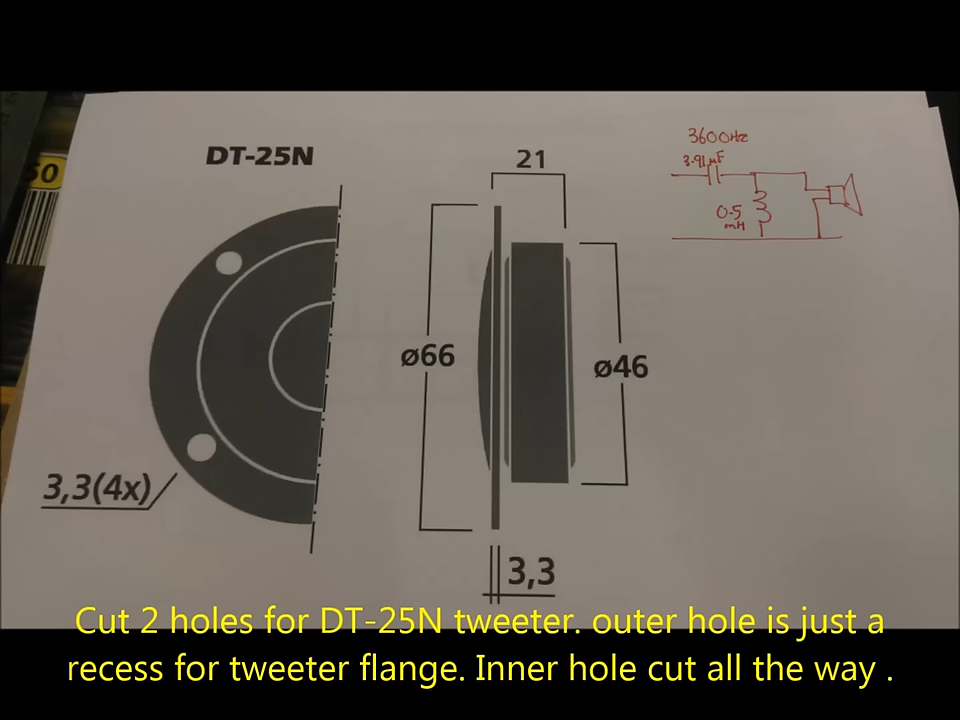 DT-25N
21
3600Hz
3.91µF
0.5
mH
50
ø66
ø46
3,3(4x)
3,3
Cut 2 holes for DT-25N tweeter. outer hole is just a
recess for tweeter flange. Inner hole cut all the way .